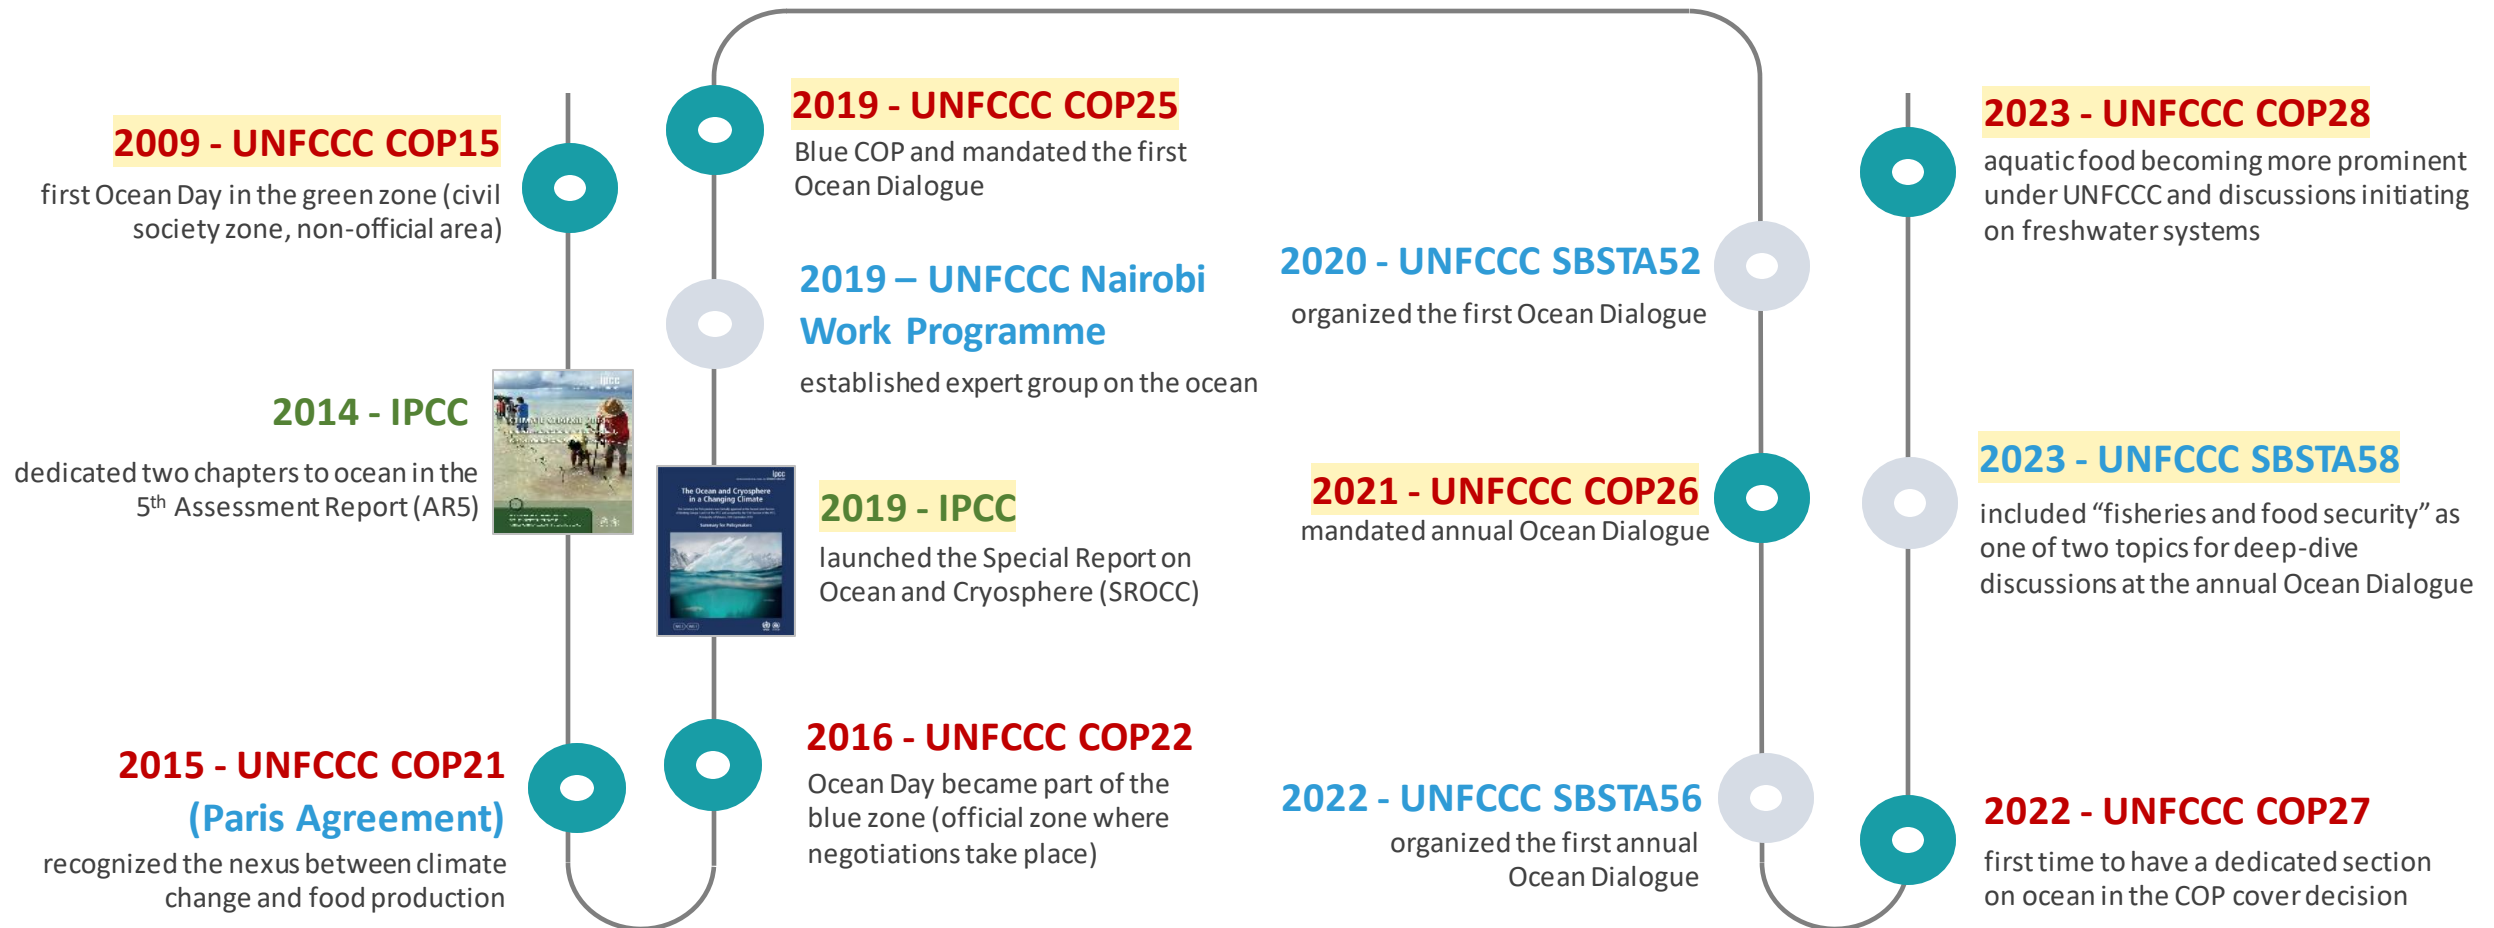 2009 - UNFCCC COP15
first Ocean Day in the green zone (civil
society zone, non-official area)
2014 - IPCC
dedicated two chapters to ocean in the
5th Assessment Report (AR5)
ipcc
2015 - UNFCCC COP21
(Paris Agreement)
recognized the nexus between climate
change and food production
2016 - UNFCCC COP22
Ocean Day became part of the
blue zone (official zone where
negotiations take place)
2019 - IPCC
launched the Special Report on
Ocean and Cryosphere (SROCC)
ipcc
The Ocean and Cryosphere
in a Changing Climate
Summary for Policymakers
2019 – UNFCCC Nairobi
Work Programme
established expert group on the ocean
2019 - UNFCCC COP25
Blue COP and mandated the first
Ocean Dialogue
2020 - UNFCCC SBSTA52
organized the first Ocean Dialogue
2021 - UNFCCC COP26
mandated annual Ocean Dialogue
2022 - UNFCCC SBSTA56
organized the first annual
Ocean Dialogue
2022 - UNFCCC COP27
first time to have a dedicated section
on ocean in the COP cover decision
2023 - UNFCCC SBSTA58
included “fisheries and food security” as
one of two topics for deep-dive
discussions at the annual Ocean Dialogue
2023 - UNFCCC COP28
aquatic food becoming more prominent
under UNFCCC and discussions initiating
on freshwater systems